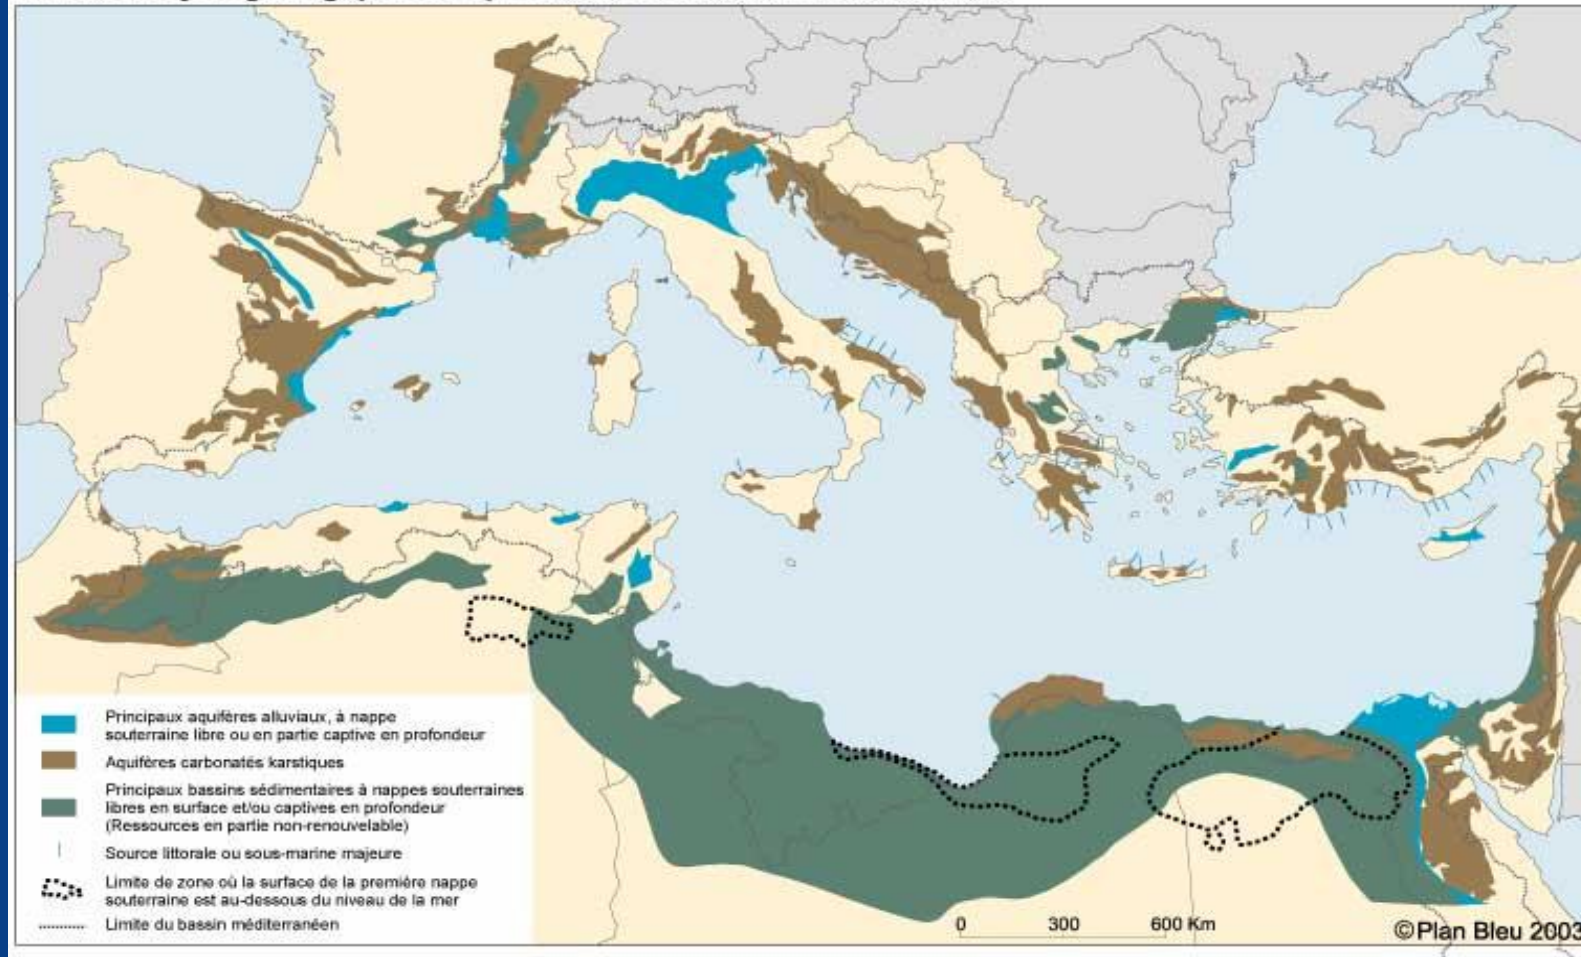 Principaux aquifères alluviaux, à nappe
souterraine libre ou en partie captive en profondeur
Aquifères carbonatés karstiques
Principaux bassins sédimentaires à nappes souterraines
libres en surface et/ou captives en profondeur
(Ressources en partie non-renouvelable)
Source littorale ou sous-marine majeure
Limite de zone où la surface de la première nappe
souterraine est au-dessous du niveau de la mer
Limite du bassin méditerranéen
0 300 600 Km
©Plan Bleu 2003